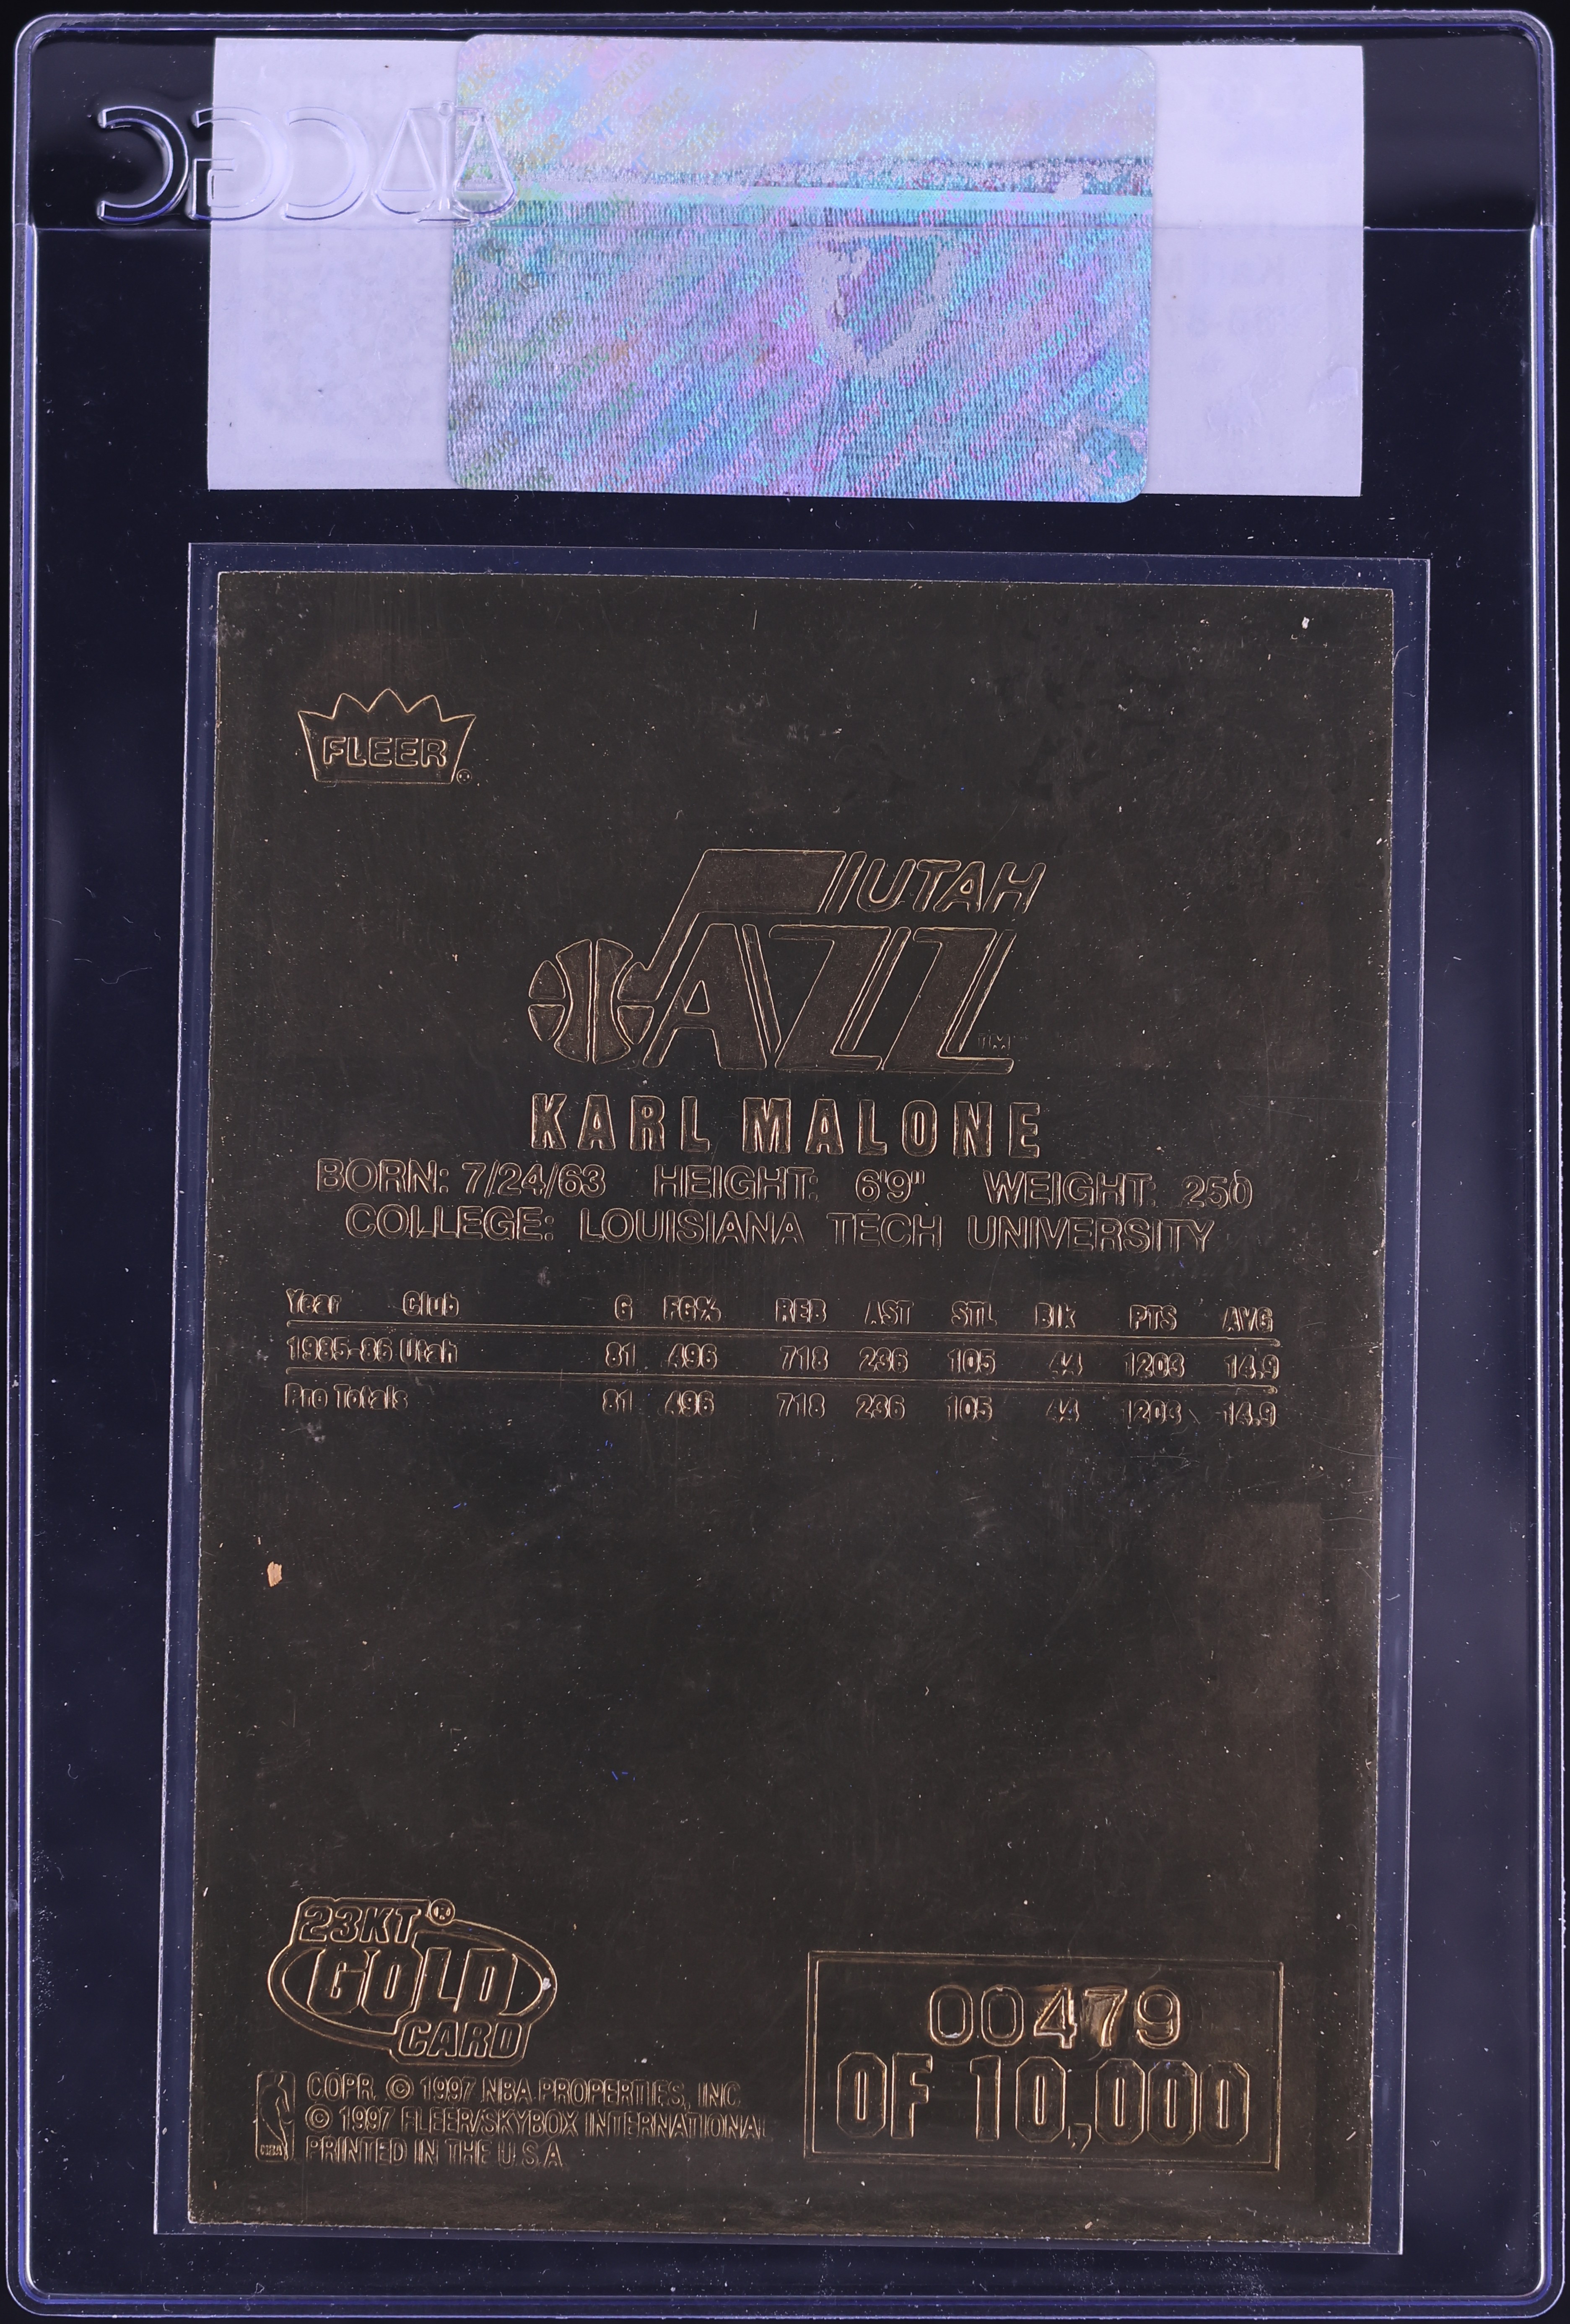 CGC
FLEER ®
UTAH
JAZZ TM
KARL MALONE
BORN: 7/24/63 HEIGHT: 6'9" WEIGHT: 250
COLLEGE: LOUISIANA TECH UNIVERSITY
Year Club G FG% REB AST STL Blk PTS AVG
1985-86 Utah 81 .496 718 236 105 44 1203 14.9
Pro Totals 81 .496 718 236 105 44 1203 14.9
23KT®
GOLD
CARD
00479
OF 10,000
NBA
COPR. © 1997 NBA PROPERTIES, INC.
© 1997 FLEER/SKYBOX INTERNATIONAL
PRINTED IN THE U.S.A.